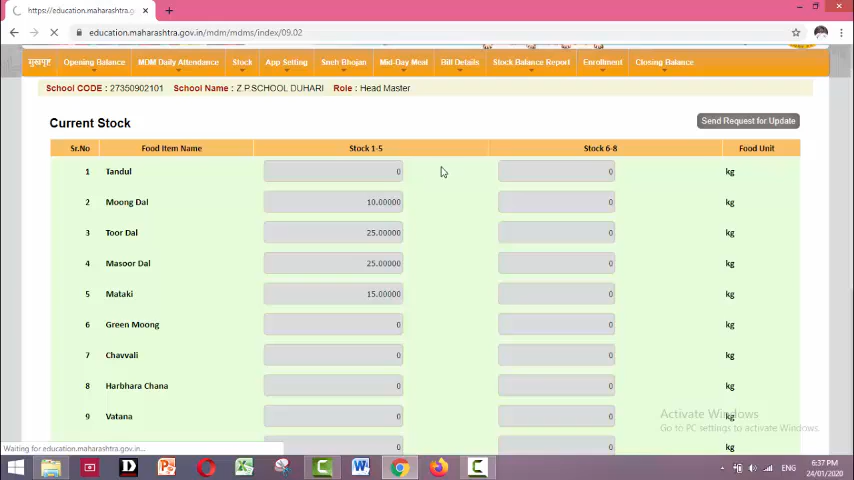 https://education.maharashtra.gov.in
education.maharashtra.gov.in/mdm/mdms/index/09.02
मुखपृष्ठ Opening Balance MDM Daily Attendance Stock App Setting Sneh Bhojan Mid-Day Meal Bill Details Stock Balance Report Enrollment Closing Balance
School CODE : 27350902101 School Name : Z.P.SCHOOL DUHARI Role : Head Master
Current Stock
Send Request for Update
Sr.No Food Item Name Stock 1-5 Stock 6-8 Food Unit
1 Tandul 0 0 kg
2 Moong Dal 10.00000 0 kg
3 Toor Dal 25.00000 0 kg
4 Masoor Dal 25.00000 0 kg
5 Mataki 15.00000 0 kg
6 Green Moong 0 0 kg
7 Chavvali 0 0 kg
8 Harbhara Chana 0 0 kg
9 Vatana 0 0 kg
0 0 kg
Activate Windows
Go to PC settings to activate Windows.
Waiting for education.maharashtra.gov.in...
ENG
6:37 PM
24/01/2020